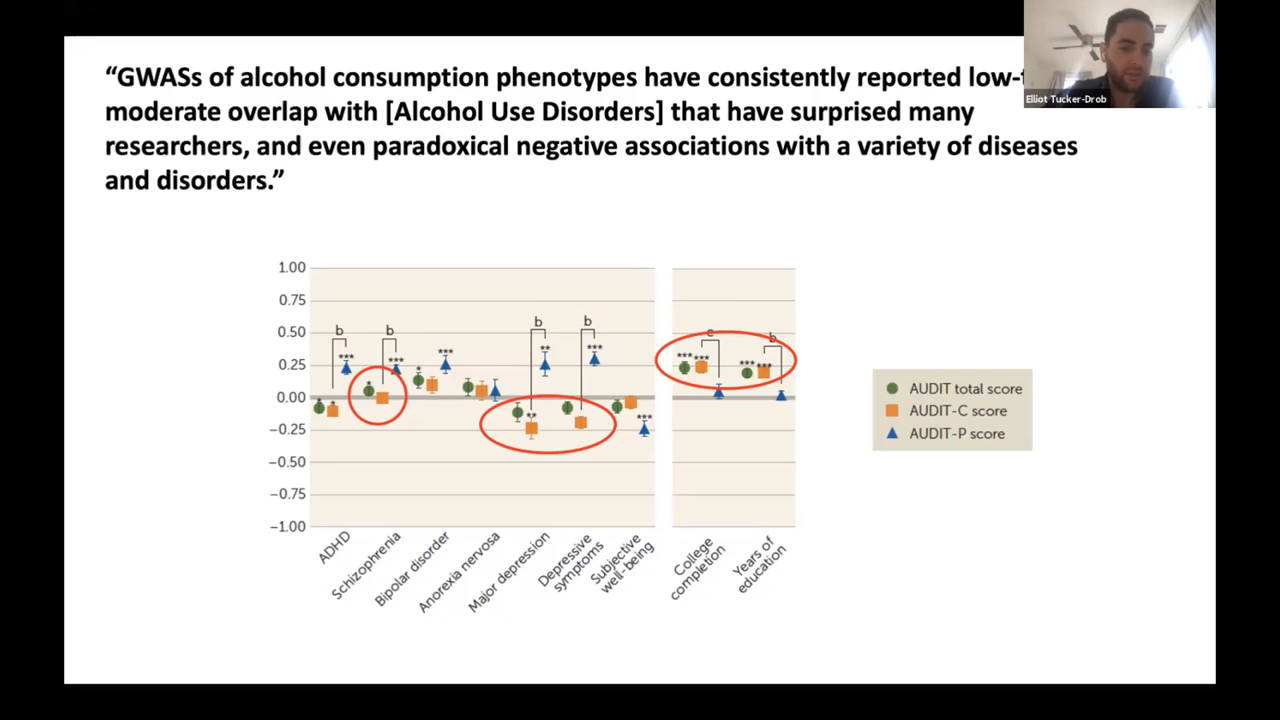 “GWASs of alcohol consumption phenotypes have consistently reported low-
moderate overlap with [Alcohol Use Disorders] that have surprised many
researchers, and even paradoxical negative associations with a variety of diseases
and disorders.”
Elliot Tucker-Drob
1.00
0.75
0.50
0.25
0.00
−0.25
−0.50
−0.75
−1.00
b
***
b
*
***
*
*
***
b
**
**
b
***
***
***
***
b
***
***
ADHD
Schizophrenia
Bipolar disorder
Anorexia nervosa
Major depression
Depressive
symptoms
Subjective
well-being
College
completion
Years of
education
AUDIT total score
AUDIT-C score
AUDIT-P score